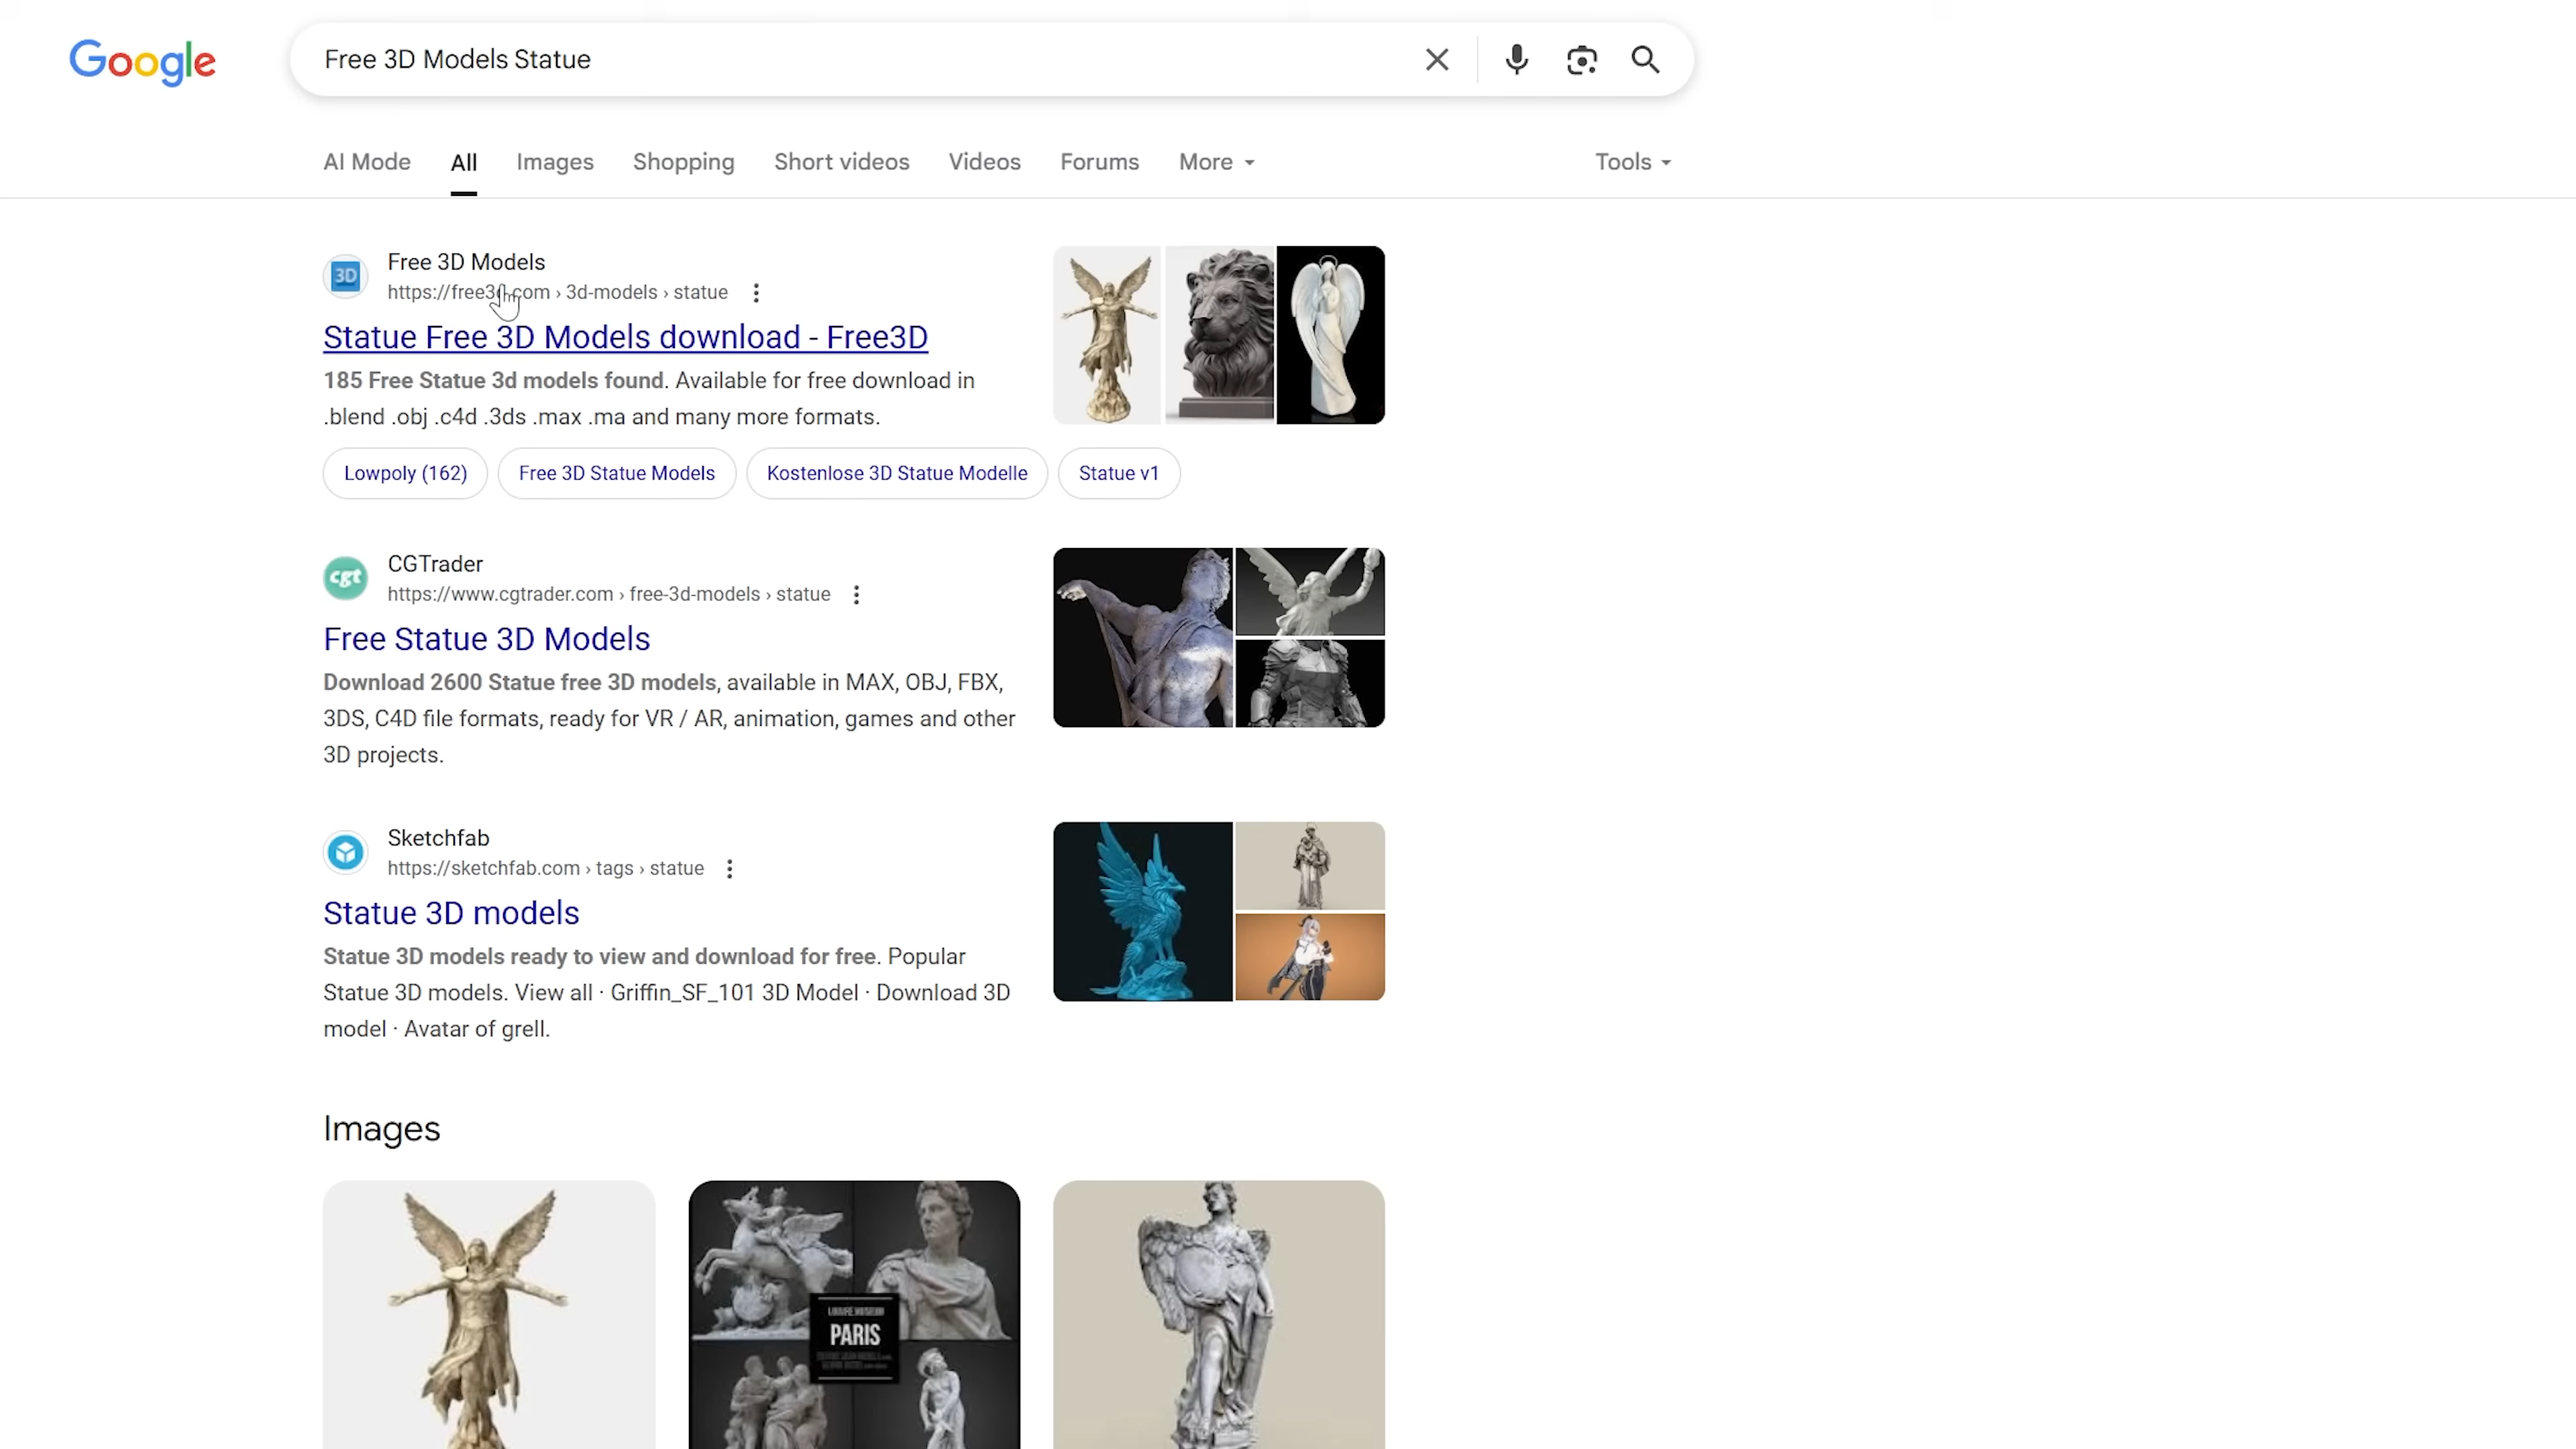 Google
Free 3D Models Statue
AI Mode
All
Images
Shopping
Short videos
Videos
Forums
More
Tools
3D
Free 3D Models
https://free3d.com › 3d-models › statue
Statue Free 3D Models download - Free3D
185 Free Statue 3d models found. Available for free download in
.blend .obj .c4d .3ds .max .ma and many more formats.
Lowpoly (162)
Free 3D Statue Models
Kostenlose 3D Statue Modelle
Statue v1
cgt
CGTrader
https://www.cgtrader.com › free-3d-models › statue
Free Statue 3D Models
Download 2600 Statue free 3D models, available in MAX, OBJ, FBX,
3DS, C4D file formats, ready for VR / AR, animation, games and other
3D projects.
Sketchfab
https://sketchfab.com › tags › statue
Statue 3D models
Statue 3D models ready to view and download for free. Popular
Statue 3D models. View all · Griffin_SF_101 3D Model · Download 3D
model · Avatar of grell.
Images
LOUVRE MUSEUM
PARIS